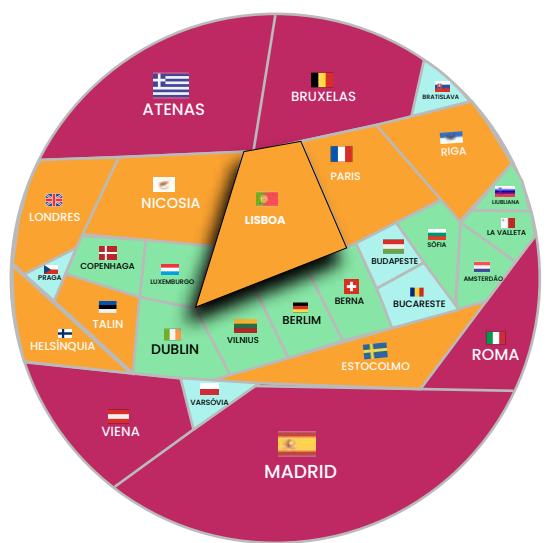 ATENAS
BRUXELAS
BRATISLAVA
RIGA
PARIS
NICOSIA
LISBOA
LONDRES
LJUBLIANA
LA VALLETA
SÓFIA
BUDAPESTE
COPENHAGA
LUXEMBURGO
PRAGA
AMSTERDÃO
BERNA
BUCARESTE
TALIN
BERLIM
HELSÍNQUIA
DUBLIN
VILNIUS
ROMA
ESTOCOLMO
VARSÓVIA
VIENA
MADRID